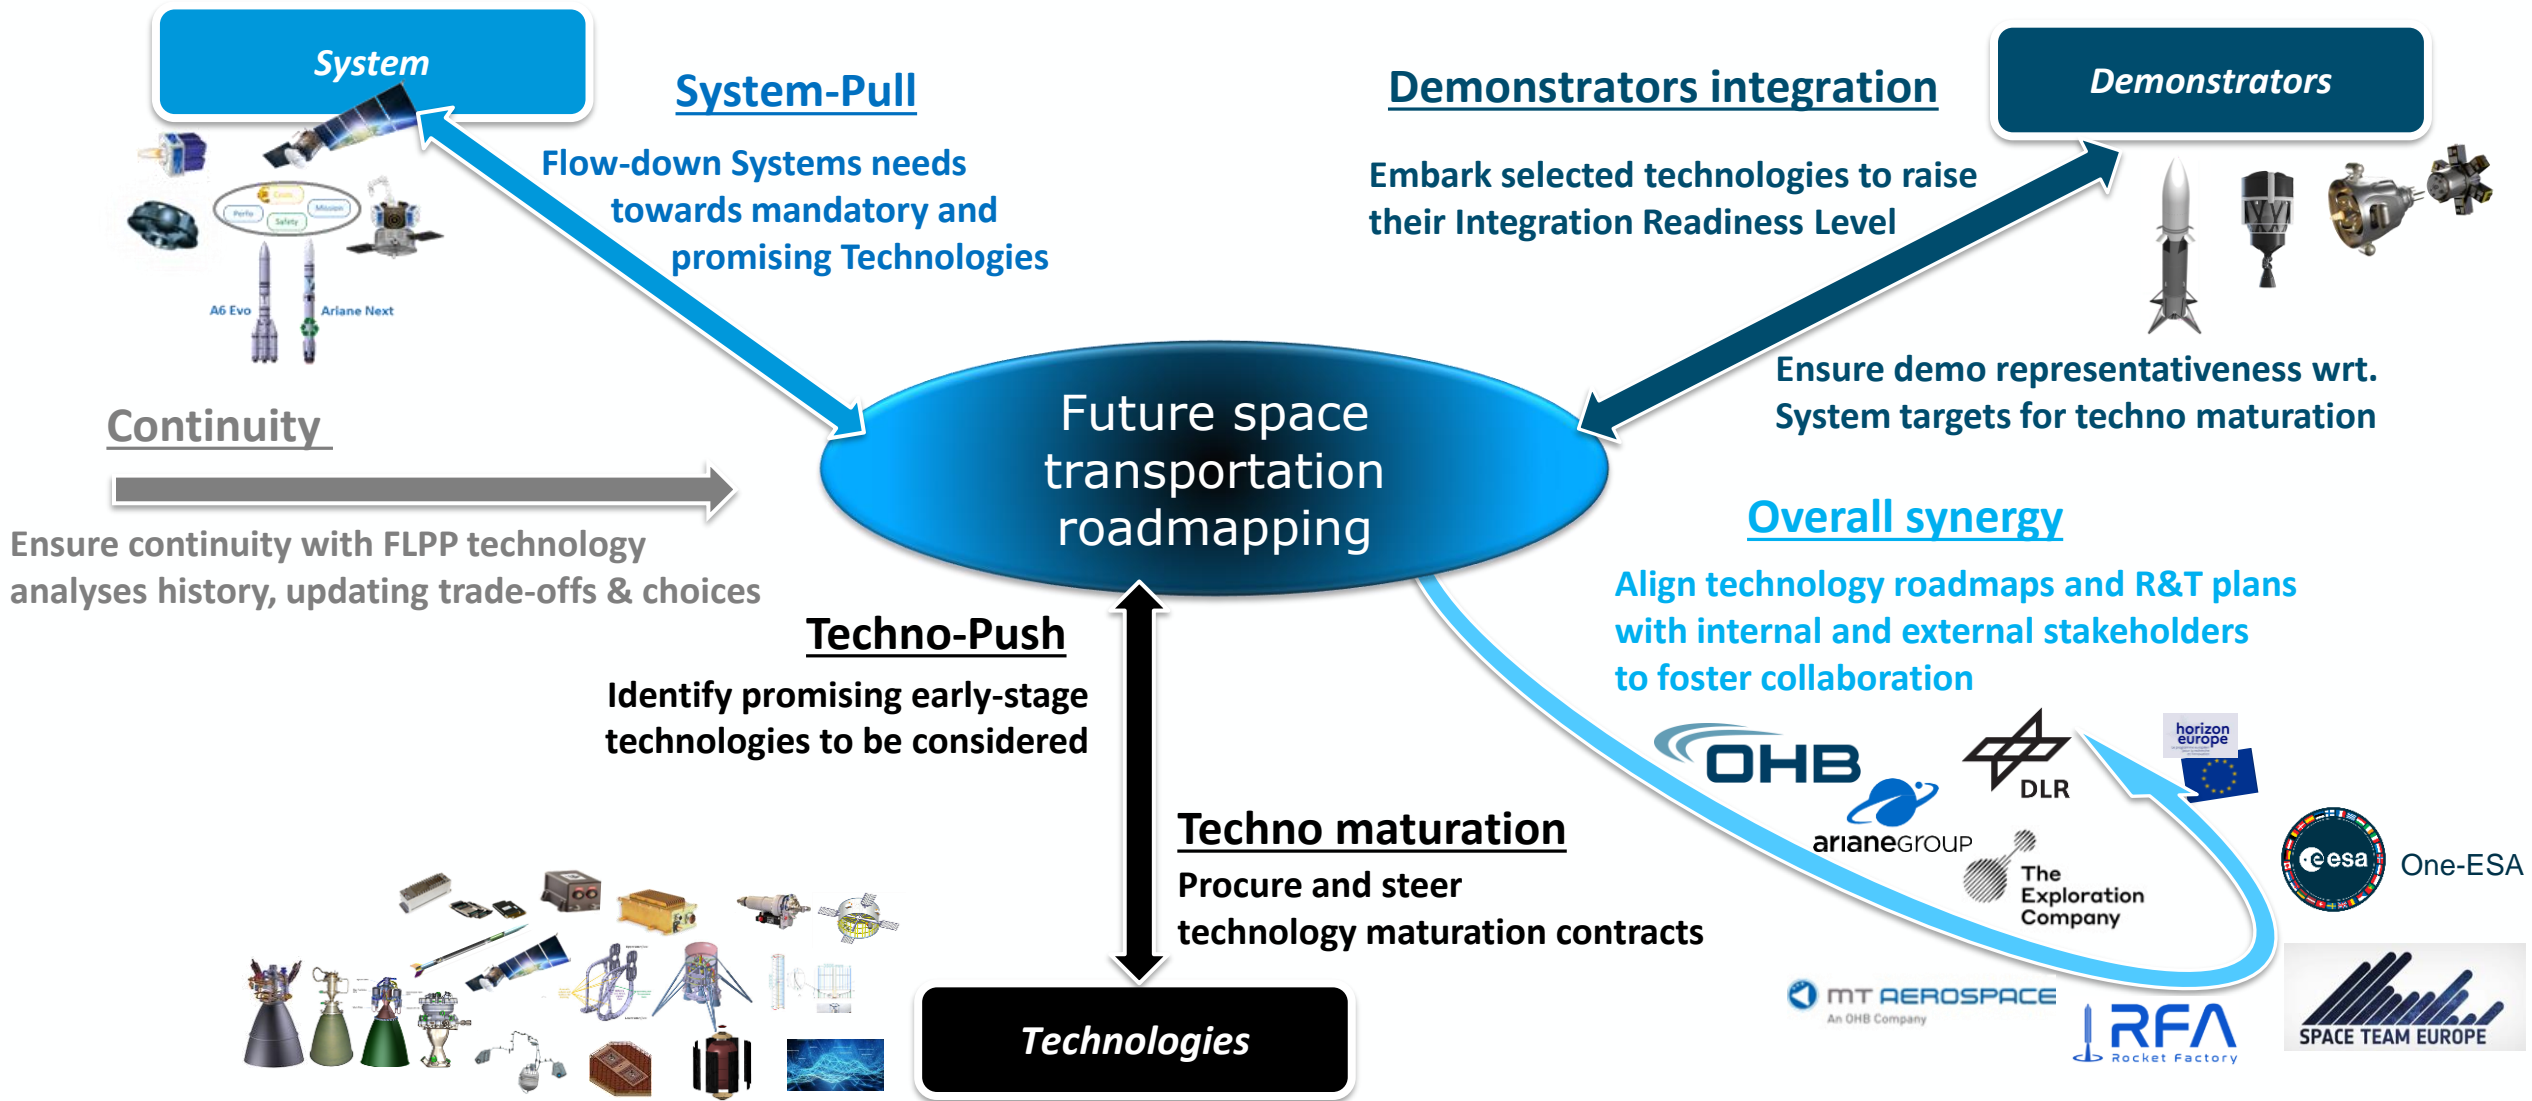 System
System-Pull
Flow-down Systems needs
towards mandatory and
promising Technologies
Costs
Perfo
Mission
Safety
A6 Evo
Ariane Next
Demonstrators integration
Demonstrators
Embark selected technologies to raise
their Integration Readiness Level
Ensure demo representativeness wrt.
System targets for techno maturation
Continuity
Ensure continuity with FLPP technology
analyses history, updating trade-offs & choices
Future space
transportation
roadmapping
Overall synergy
Align technology roadmaps and R&T plans
with internal and external stakeholders
to foster collaboration
Techno-Push
Identify promising early-stage
technologies to be considered
Techno maturation
Procure and steer
technology maturation contracts
Technologies
OHB
DLR
horizon
europe
arianeGROUP
The
Exploration
Company
esa
One-ESA
MT AEROSPACE
An OHB Company
RFA
Rocket Factory
SPACE TEAM EUROPE